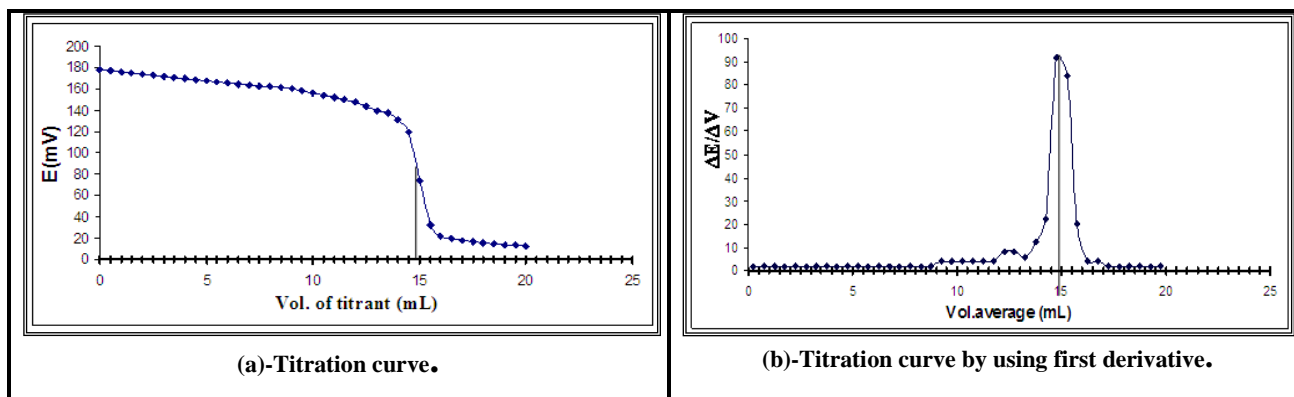 200
180
160
140
120
100
80
60
40
20
0
E(mV)
0 5 10 15 20 25
Vol. of titrant (mL)
(a)-Titration curve.
100
90
80
70
60
50
40
30
20
10
0
ΔE/ΔV
0 5 10 15 20 25
Vol.average (mL)
(b)-Titration curve by using first derivative.